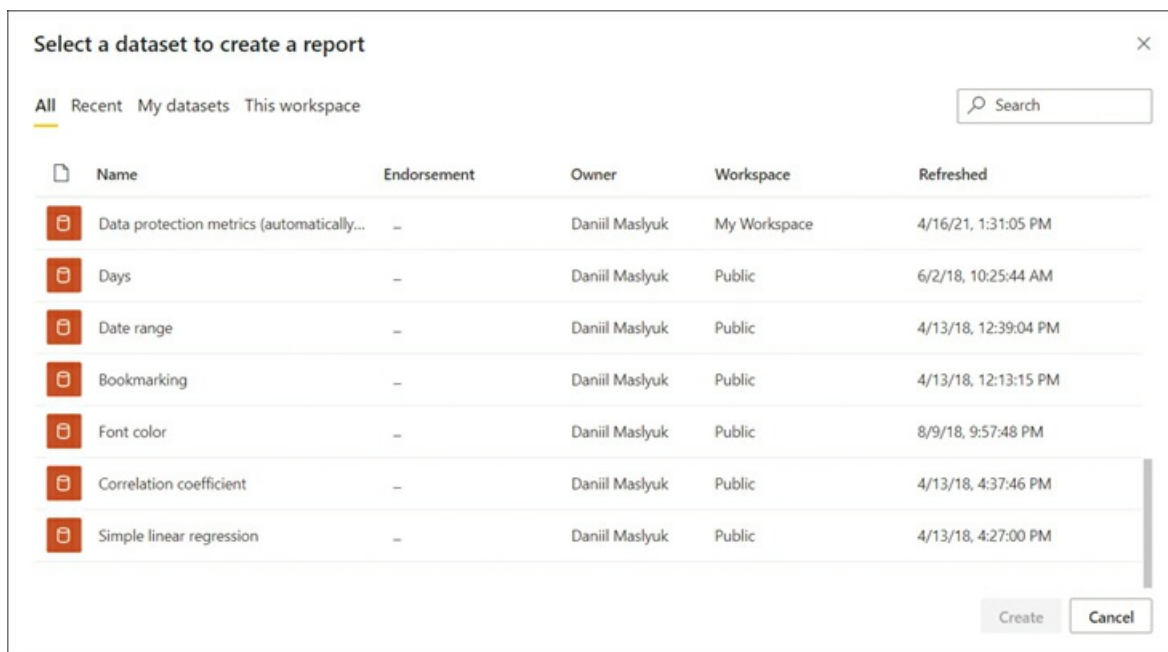 Select a dataset to create a report
All Recent My datasets This workspace Search
Name Endorsement Owner Workspace Refreshed
Data protection metrics (automatically... – Daniil Maslyuk My Workspace 4/16/21, 1:31:05 PM
Days – Daniil Maslyuk Public 6/2/18, 10:25:44 AM
Date range – Daniil Maslyuk Public 4/13/18, 12:39:04 PM
Bookmarking – Daniil Maslyuk Public 4/13/18, 12:13:15 PM
Font color – Daniil Maslyuk Public 8/9/18, 9:57:48 PM
Correlation coefficient – Daniil Maslyuk Public 4/13/18, 4:37:46 PM
Simple linear regression – Daniil Maslyuk Public 4/13/18, 4:27:00 PM
Create Cancel